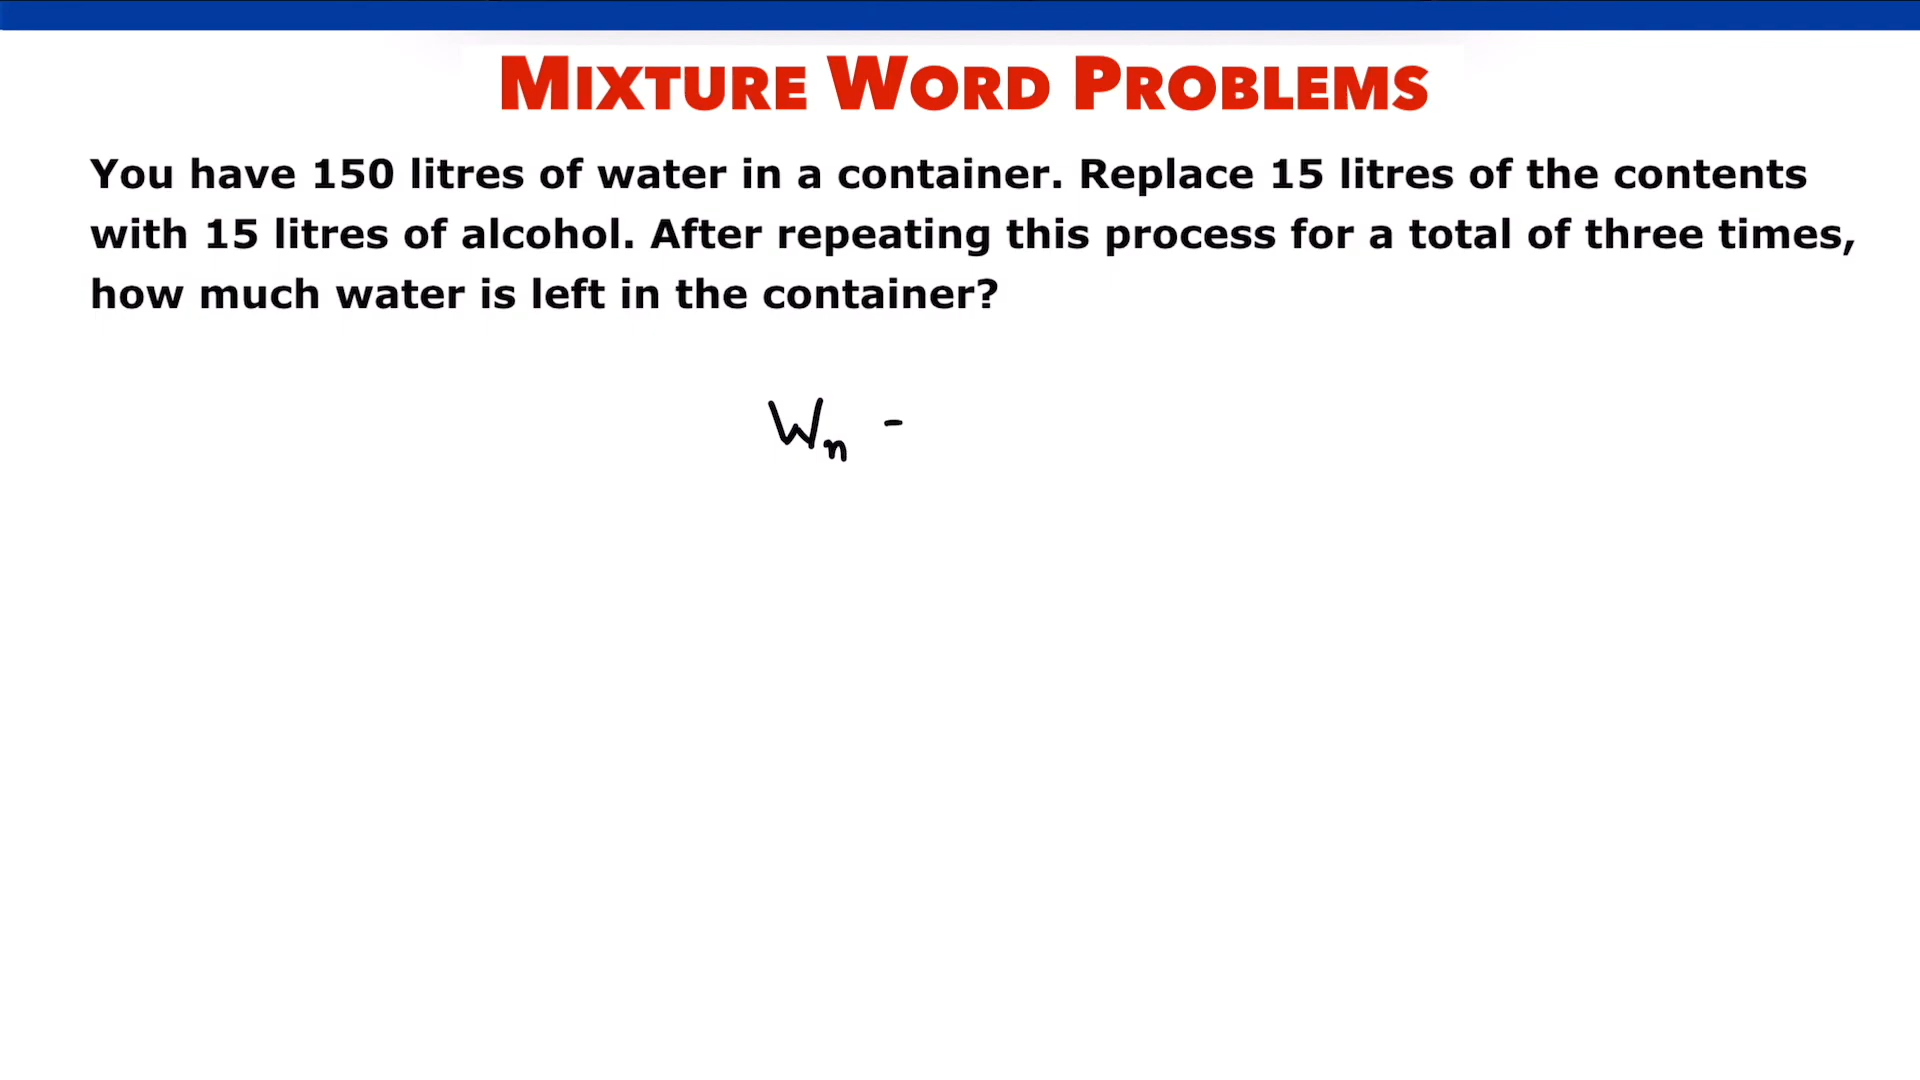 MIXTURE WORD PROBLEMS
You have 150 litres of water in a container. Replace 15 litres of the contents
with 15 litres of alcohol. After repeating this process for a total of three times,
how much water is left in the container?
Wn -